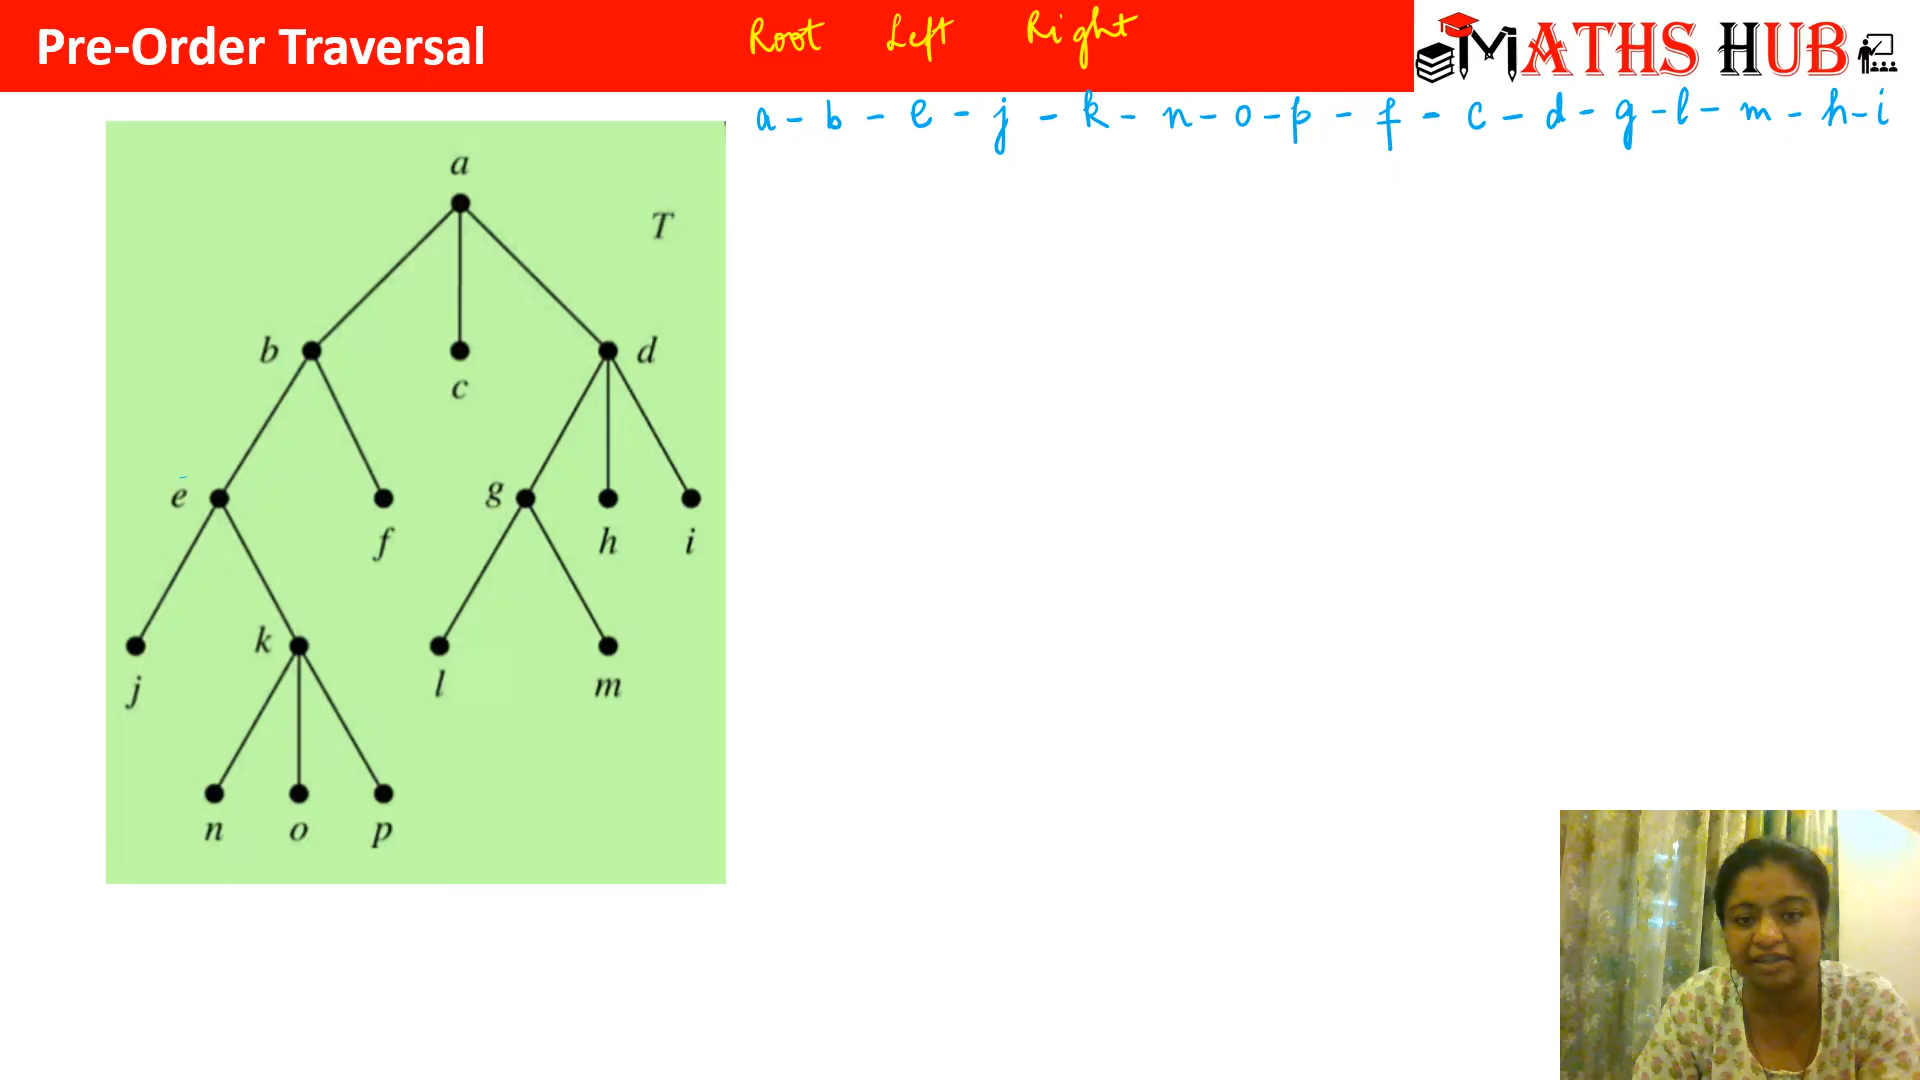 Pre-Order Traversal
Root Left Right
MATHS HUB
a - b - e - j - k - n - o - p - f - c - d - g - l - m - h - i
a
T
b
d
c
e
g
f
h
i
k
j
l
m
n
o
p